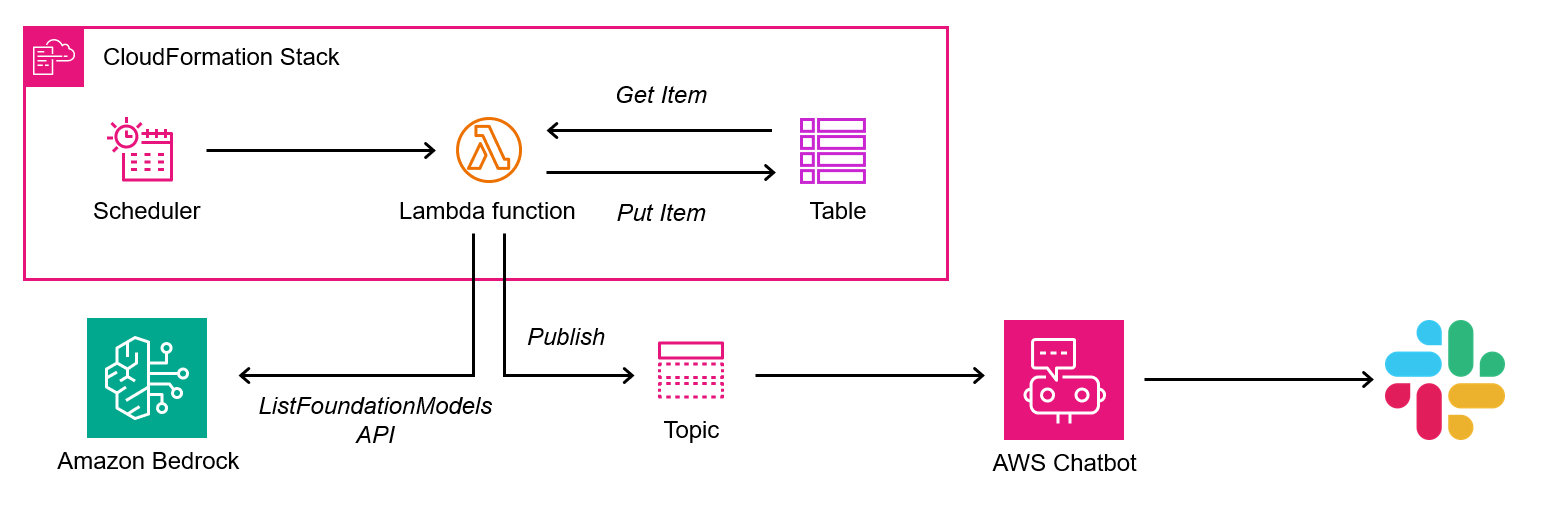 CloudFormation Stack
Get Item
Scheduler
Lambda function
Put Item
Table
Publish
ListFoundationModels
API
Topic
Amazon Bedrock
AWS Chatbot